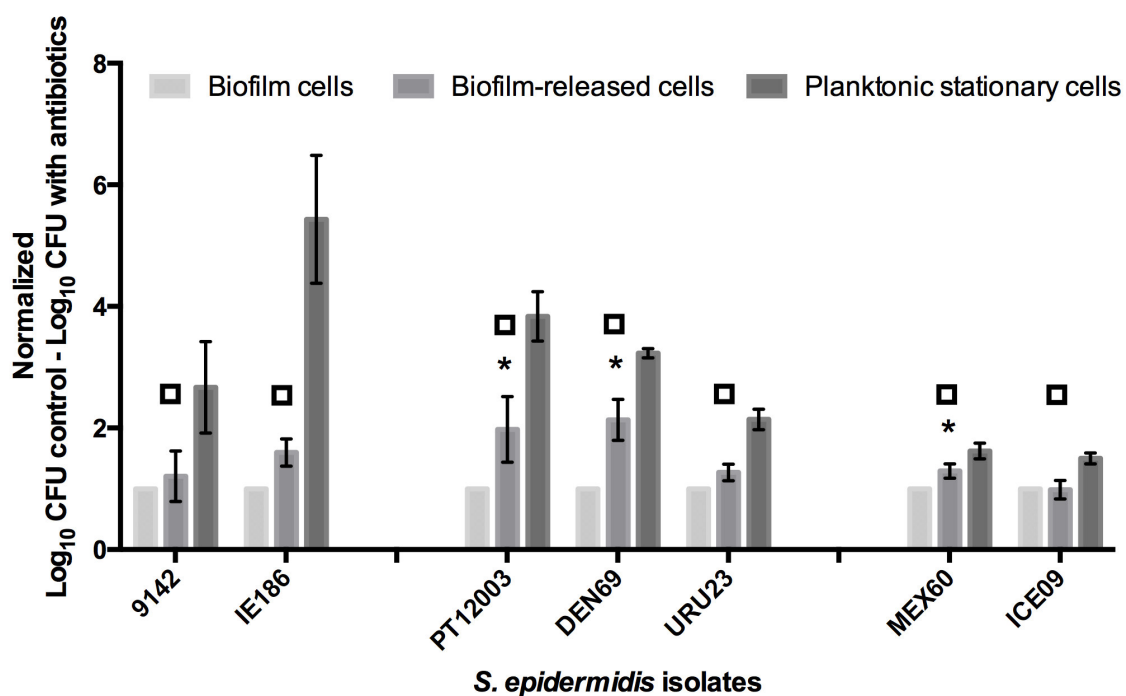 Normalized
Log10 CFU control - Log10 CFU with antibiotics
8
6
4
2
0
Biofilm cells
Biofilm-released cells
Planktonic stationary cells
*
*
*
9142
IE186
PT12003
DEN69
URU23
MEX60
ICE09
S. epidermidis isolates